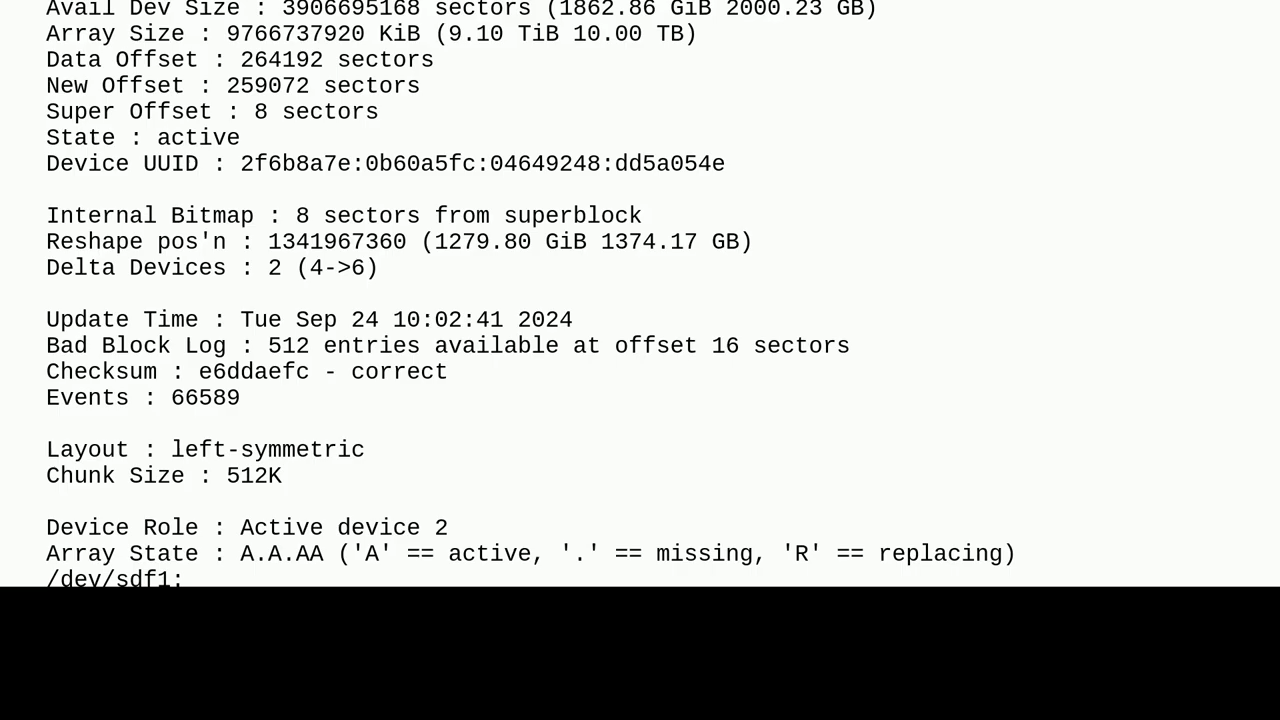 Avail Dev Size : 3906695168 sectors (1862.86 GiB 2000.23 GB)
Array Size : 9766737920 KiB (9.10 TiB 10.00 TB)
Data Offset : 264192 sectors
New Offset : 259072 sectors
Super Offset : 8 sectors
State : active
Device UUID : 2f6b8a7e:0b60a5fc:04649248:dd5a054e
Internal Bitmap : 8 sectors from superblock
Reshape pos'n : 1341967360 (1279.80 GiB 1374.17 GB)
Delta Devices : 2 (4->6)
Update Time : Tue Sep 24 10:02:41 2024
Bad Block Log : 512 entries available at offset 16 sectors
Checksum : e6ddaefc - correct
Events : 66589
Layout : left-symmetric
Chunk Size : 512K
Device Role : Active device 2
Array State : A.A.AA ('A' == active, '.' == missing, 'R' == replacing)
/dev/sdf1: